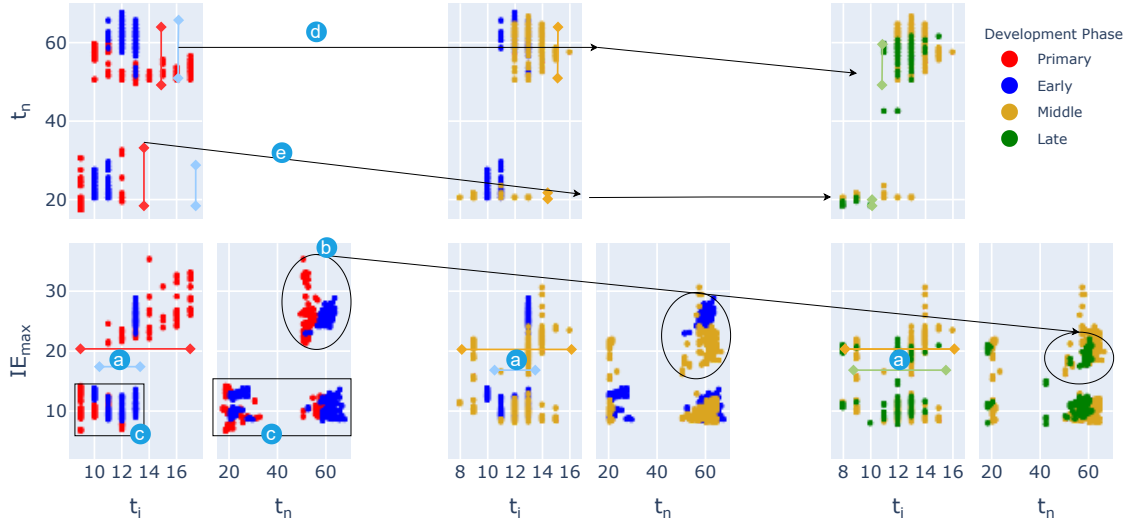 d
60
40
20
t_n
e
Development Phase
Primary
Early
Middle
Late
b
30
20
10
IE_max
a
a
a
c
c
10 12 14 16
20 40 60
8 10 12 14 16
20 40 60
8 10 12 14 16
20 40 60
t_i
t_n
t_i
t_n
t_i
t_n